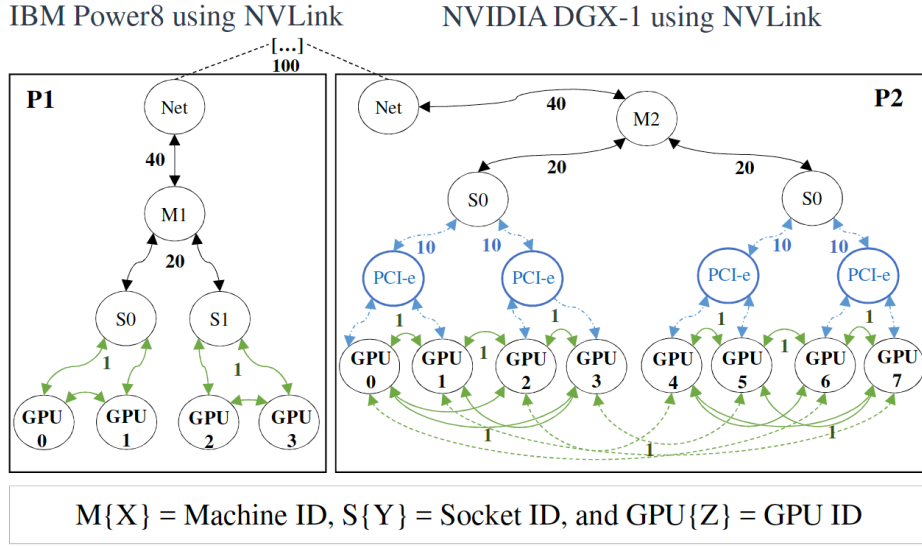 IBM Power8 using NVLink
NVIDIA DGX-1 using NVLink
[...]
100
P1
Net
40
M1
20
S0
S1
1
1
GPU
0
GPU
1
GPU
2
GPU
3
P2
Net
40
M2
20
20
S0
S0
10
10
10
10
PCI-e
PCI-e
PCI-e
PCI-e
1
1
1
1
GPU
0
GPU
1
1
GPU
2
GPU
3
GPU
4
GPU
5
1
GPU
6
GPU
7
1
1
M{X} = Machine ID, S{Y} = Socket ID, and GPU{Z} = GPU ID